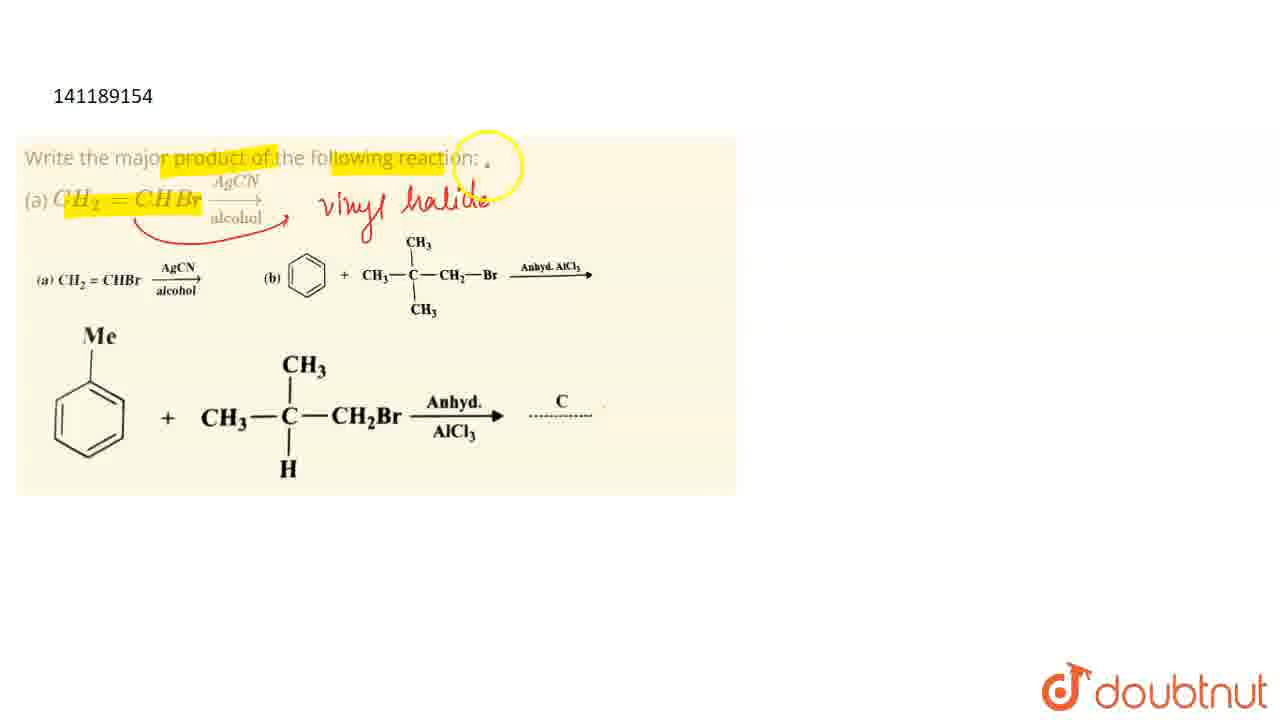 141189154
Write the major product of the following reaction:
(a) CH₂ = CHBr AgCN alcohol vinyl halide
(a) CH₂ = CHBr AgCN alcohol (b) + CH₃—C—CH₂—Br Anhyd. AlCl₃
CH₃
CH₃
Me
CH₃
+ CH₃—C—CH₂Br Anhyd. AlCl₃ C
H
doubtnut